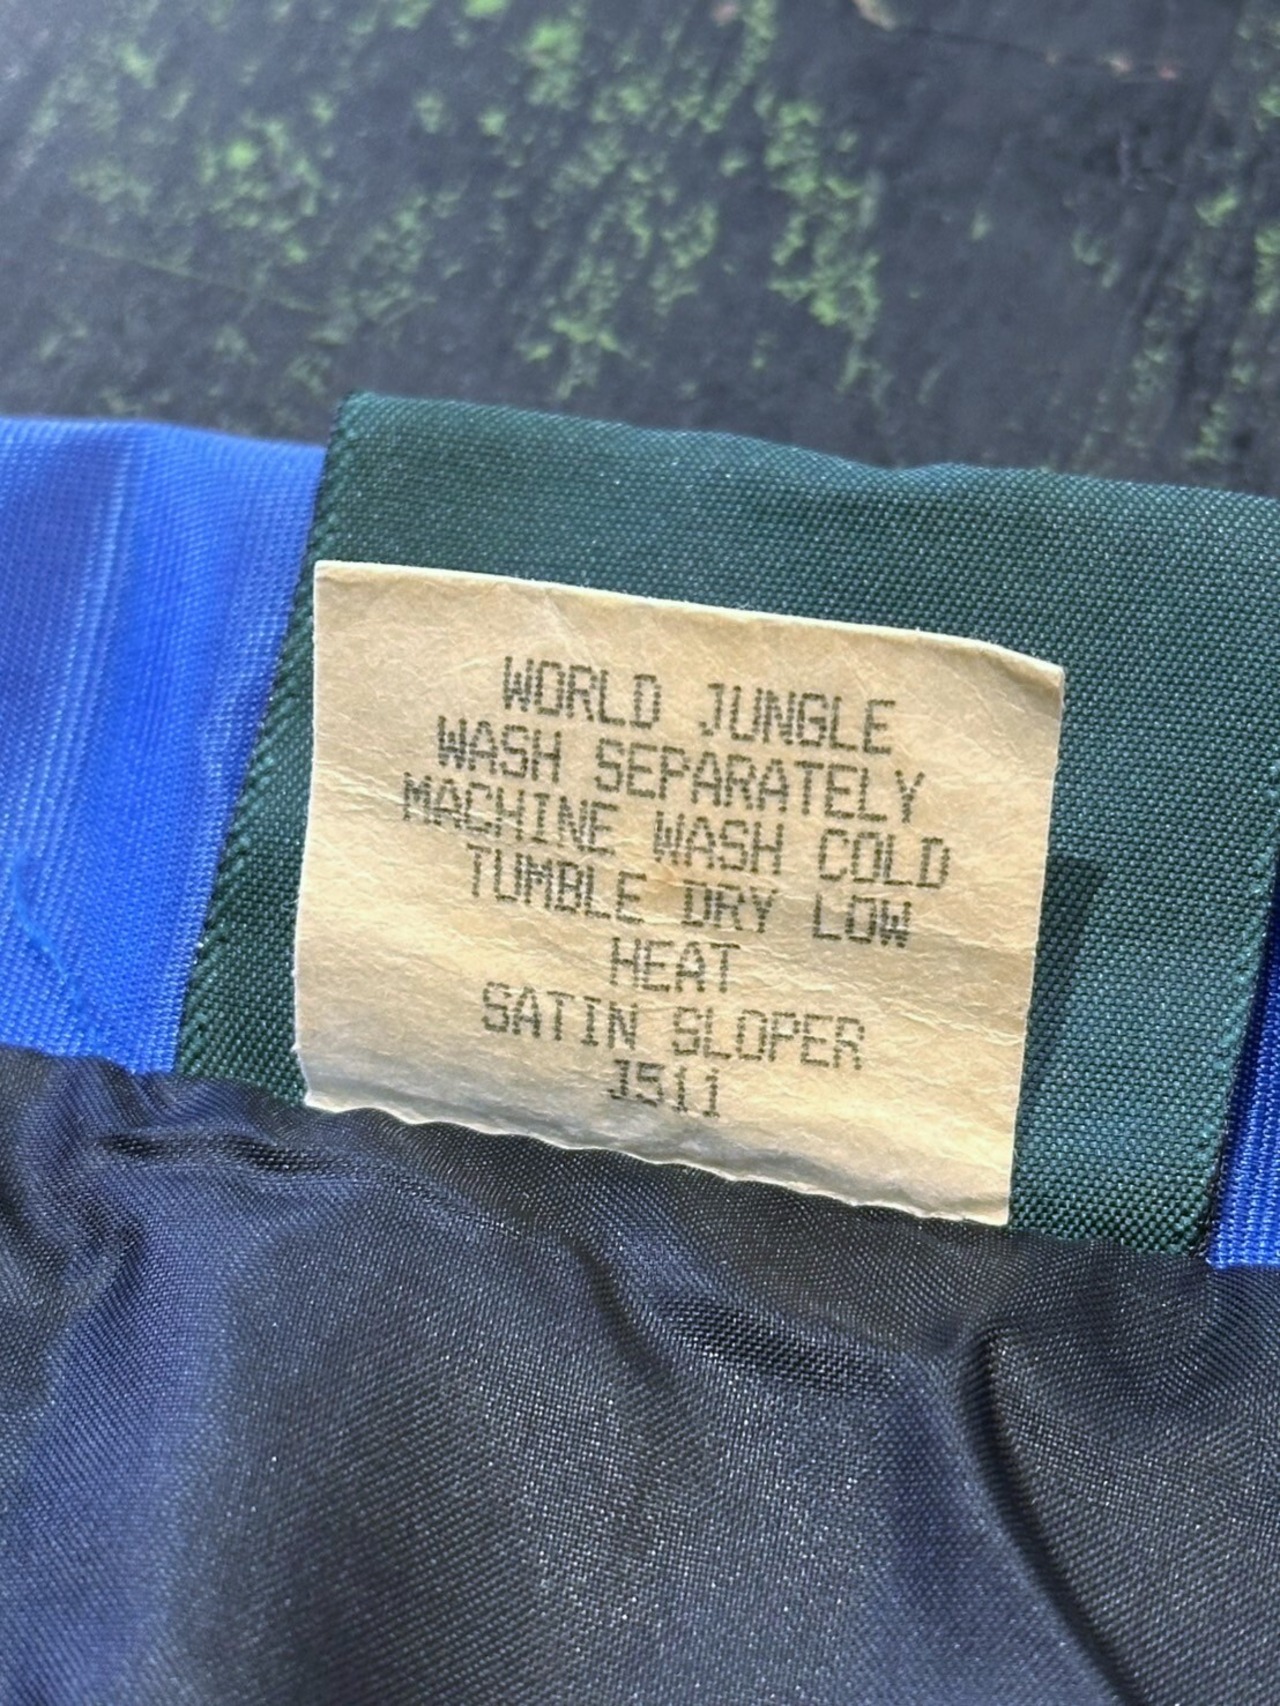 WORLD JUNGLE
WASH SEPARATELY
MACHINE WASH COLD
TUMBLE DRY LOW
HEAT
SATIN SLOPER
J511